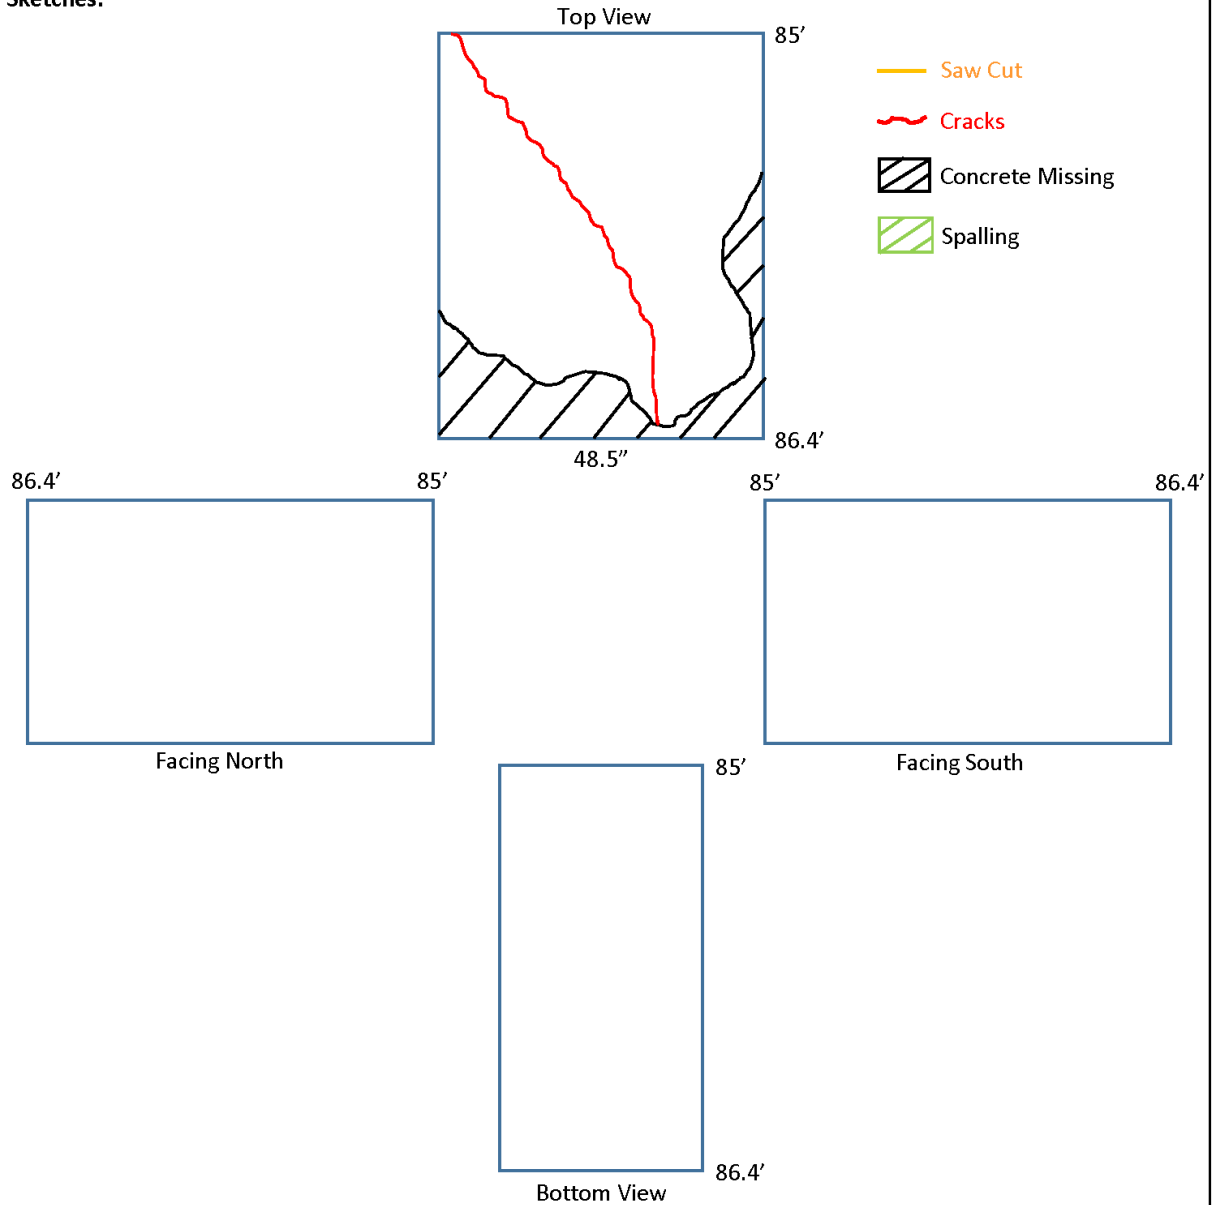 Sketches:
Top View
85’
Saw Cut
Cracks
Concrete Missing
Spalling
86.4’
48.5”
86.4’ 85’ 85’ 86.4’
Facing North Facing South
85’
86.4’
Bottom View